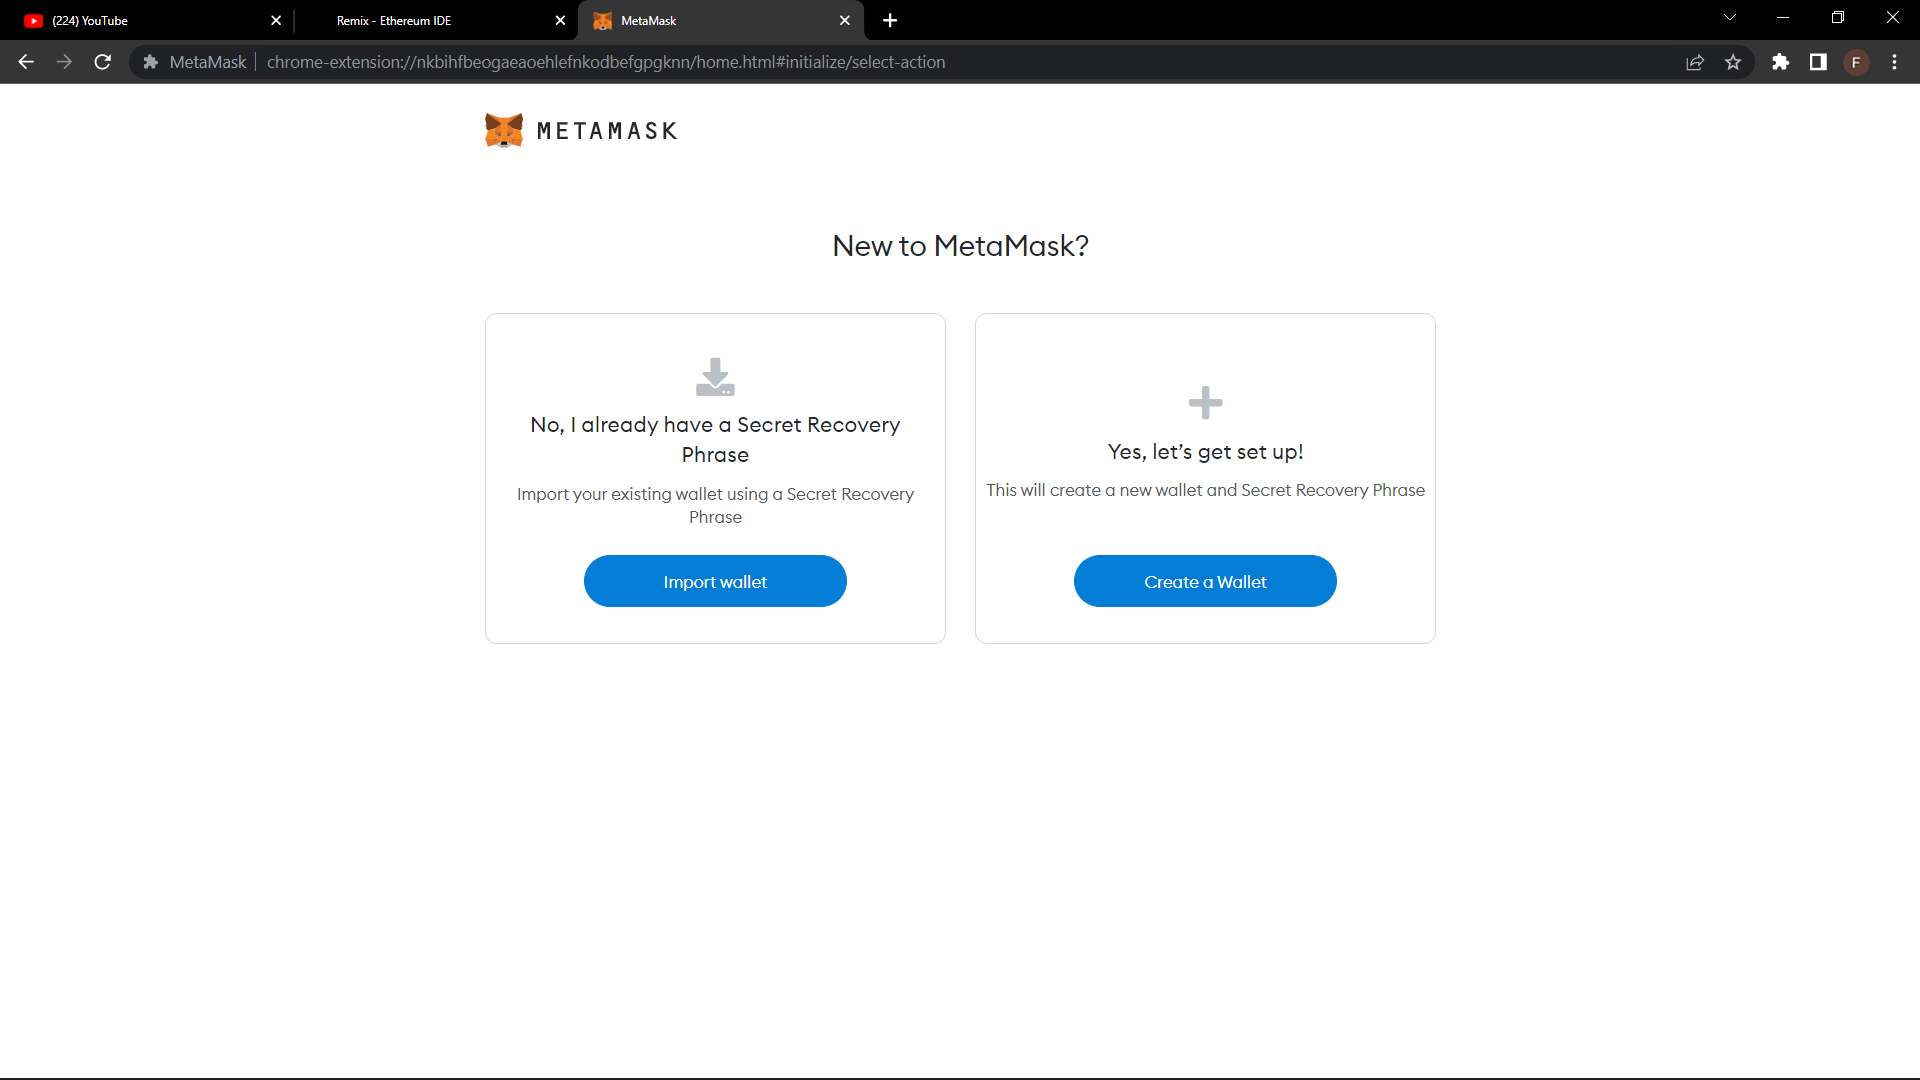 (224) YouTube
Remix - Ethereum IDE
MetaMask
MetaMask
chrome-extension://nkbihfbeogaeaoehlefnkodbefgpgknn/home.html#initialize/select-action
F
METAMASK
New to MetaMask?
No, I already have a Secret Recovery
Phrase
Import your existing wallet using a Secret Recovery
Phrase
Import wallet
Yes, let’s get set up!
This will create a new wallet and Secret Recovery Phrase
Create a Wallet